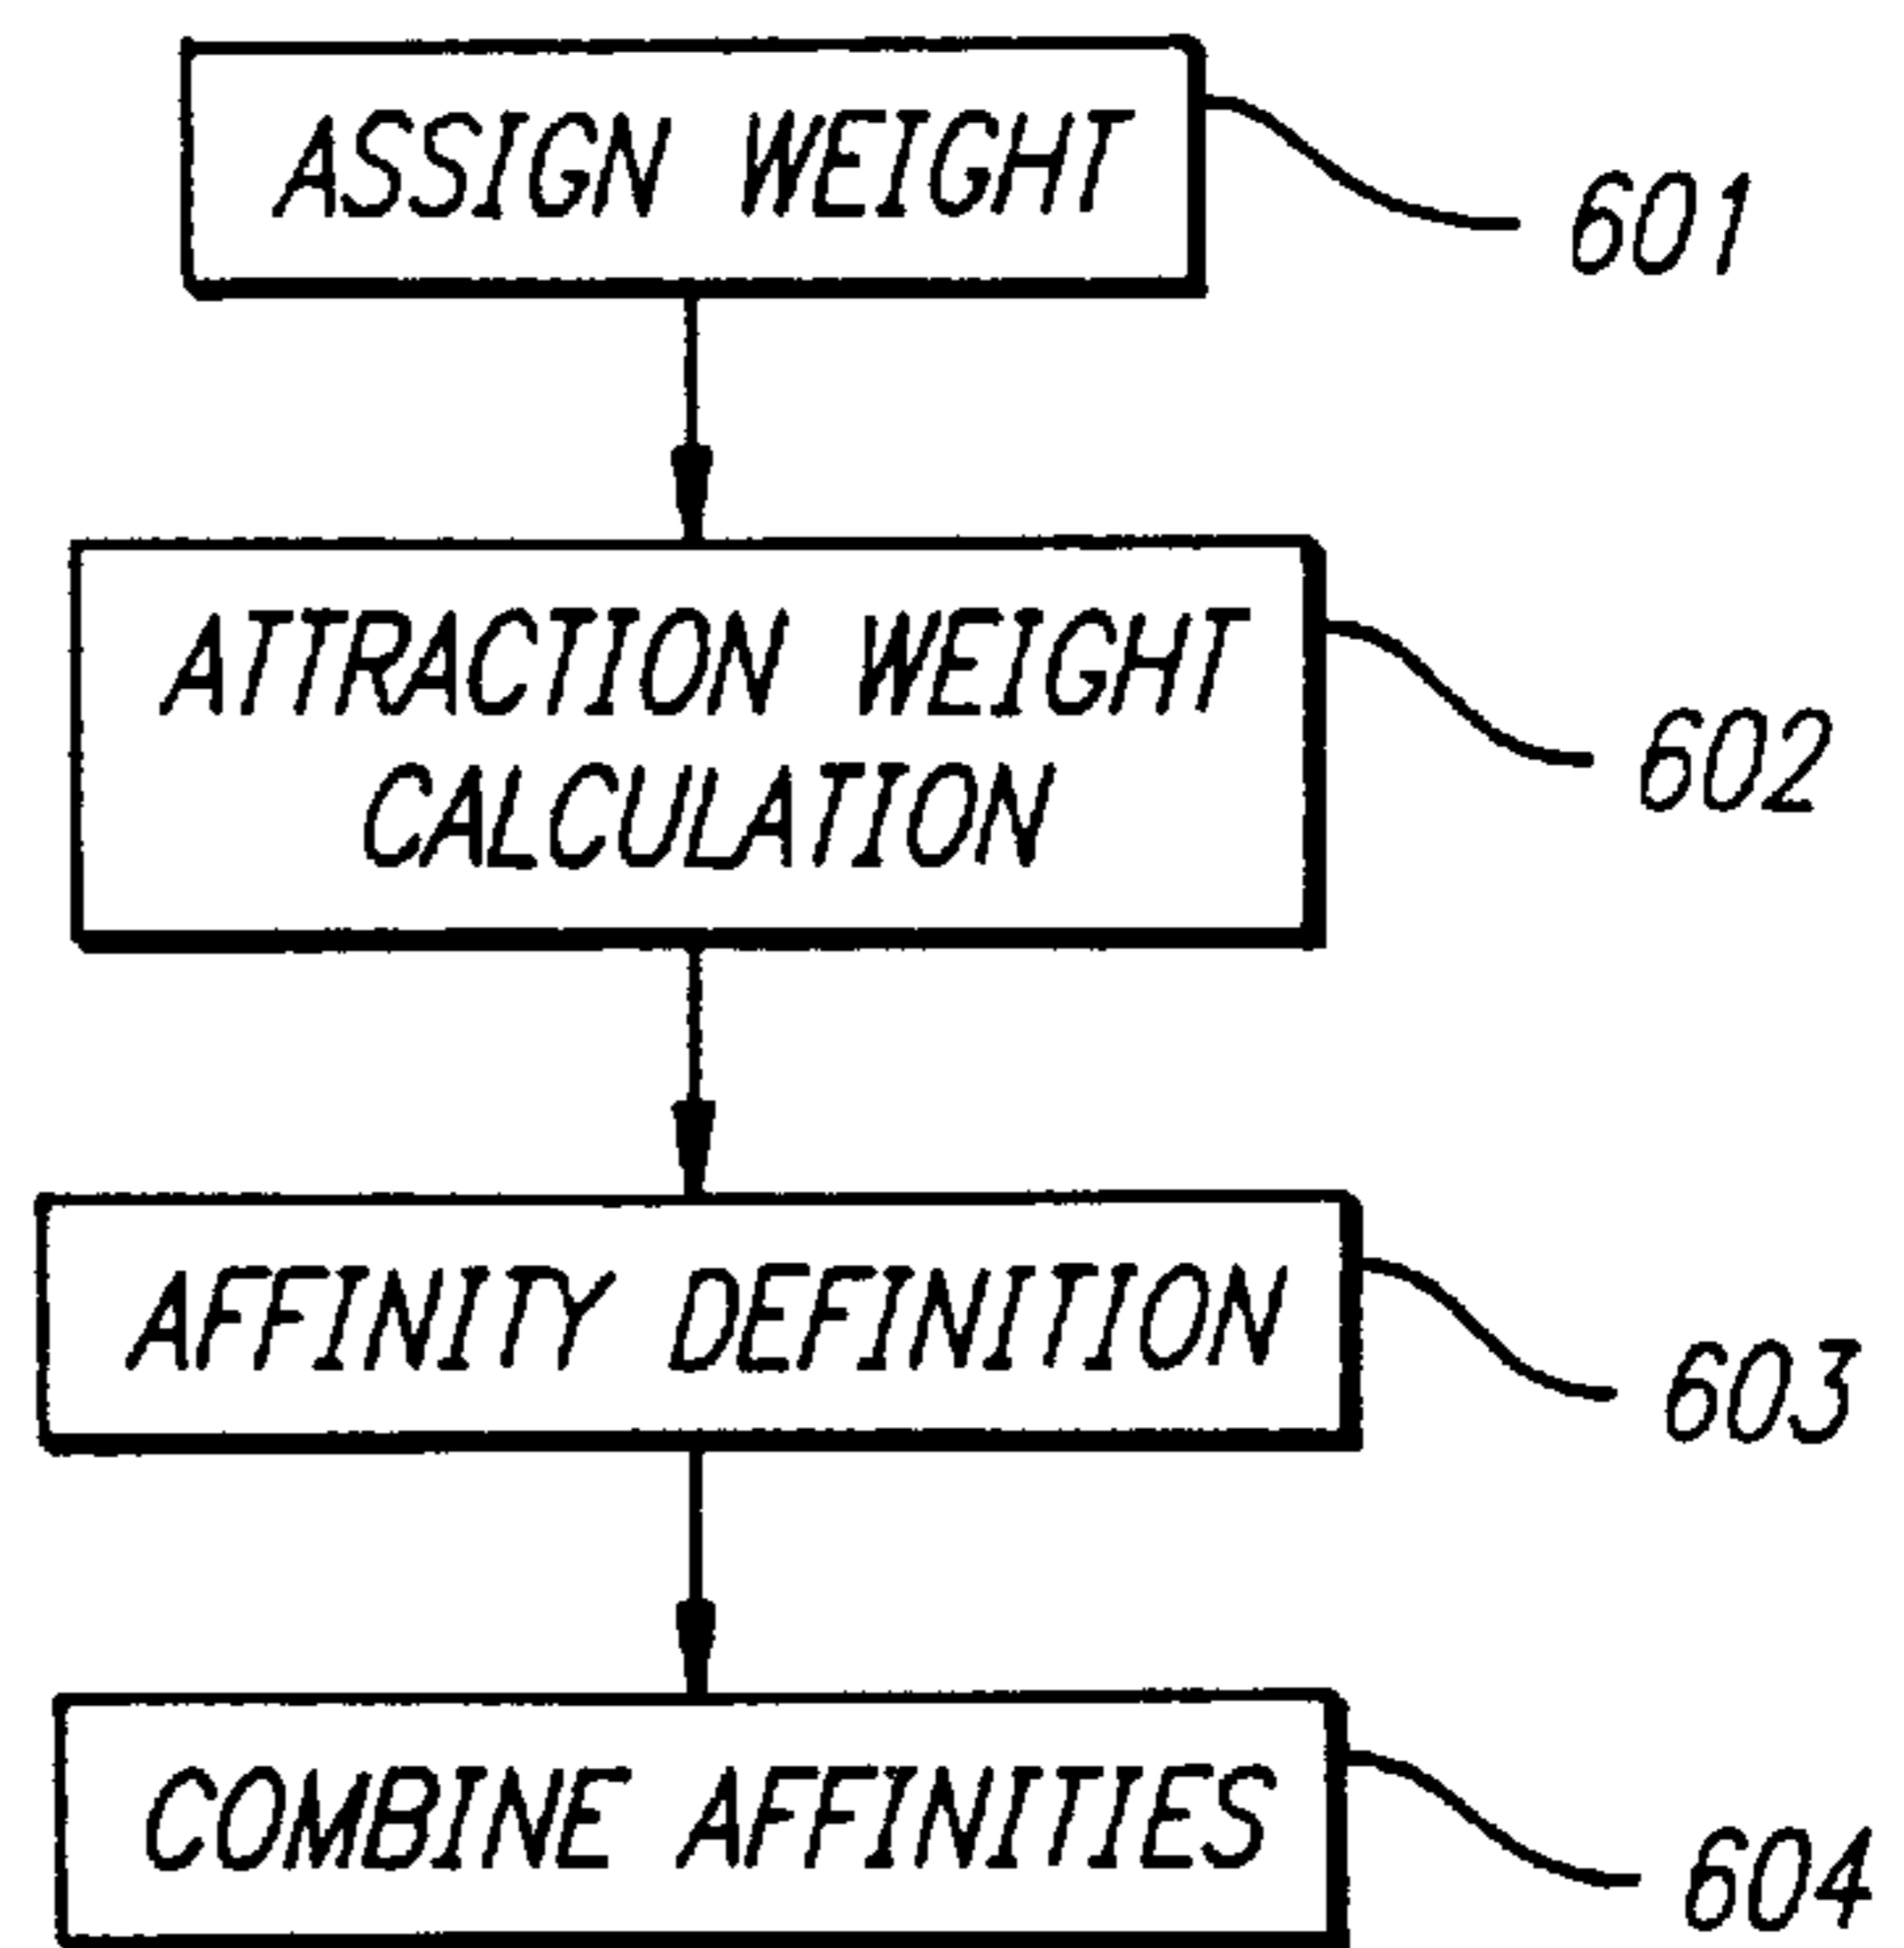 ASSIGN WEIGHT
601
ATTRACTION WEIGHT
CALCULATION
602
AFFINITY DEFINITION
603
COMBINE AFFINITIES
604